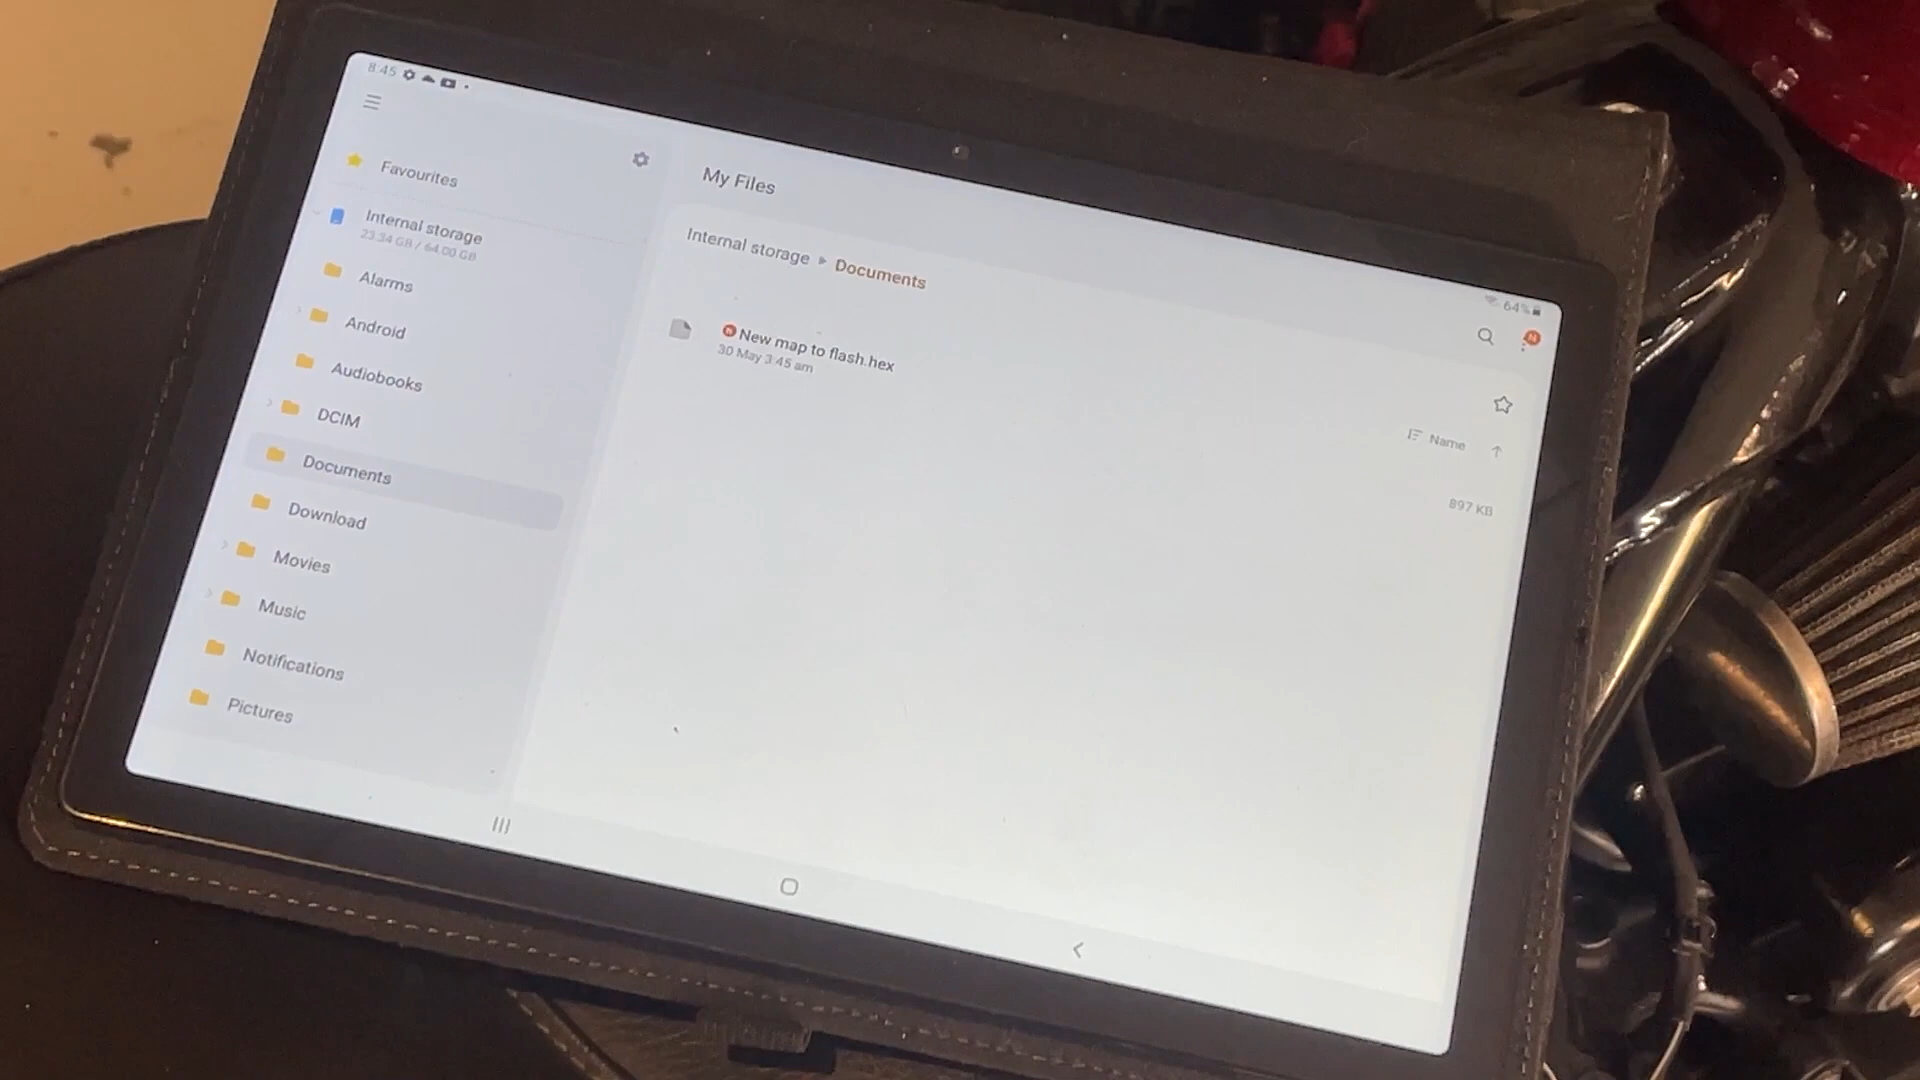 8:45
64%
Favourites
Internal storage
23.34 GB / 64.00 GB
Alarms
Android
Audiobooks
DCIM
Documents
Download
Movies
Music
Notifications
Pictures
My Files
N
Internal storage ▸ Documents
Name
N New map to flash.hex
30 May 3:45 am
897 KB